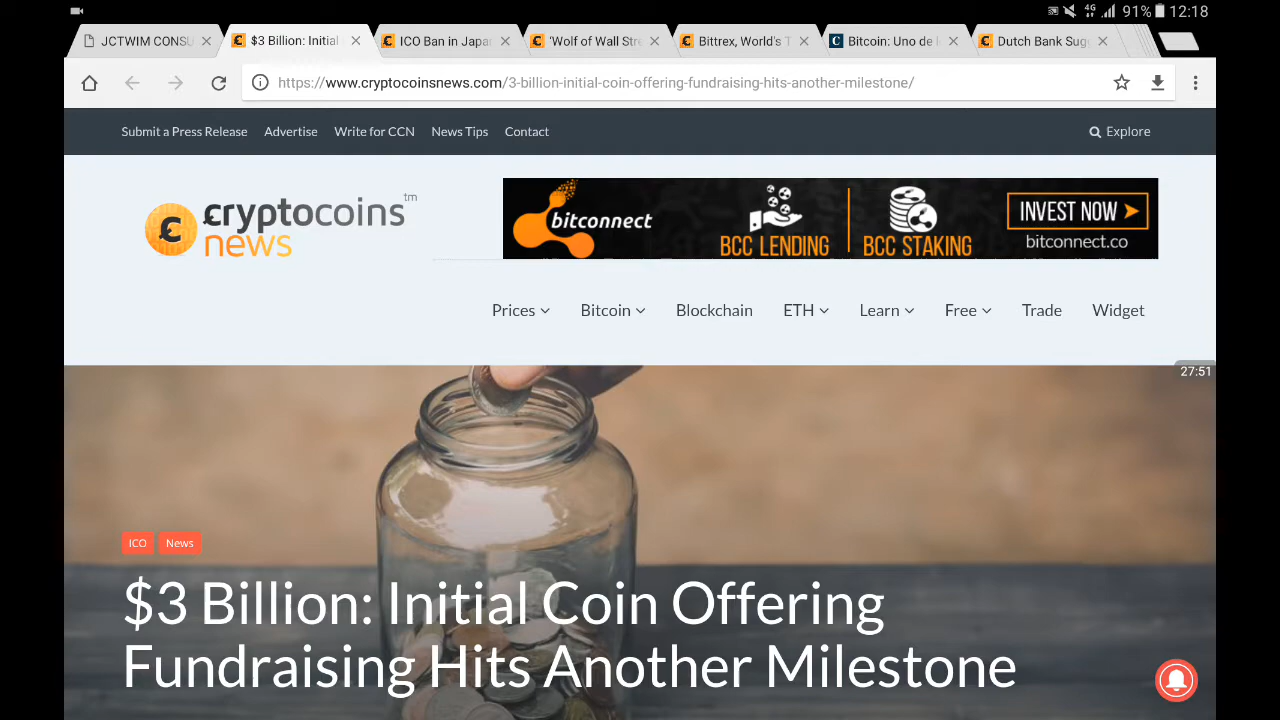 4G 91% 12:18
JCTWIM CONSU
$3 Billion: Initial
ICO Ban in Japa
'Wolf of Wall Stre
Bittrex, World's T
Bitcoin: Uno de l
Dutch Bank Sug
https://www.cryptocoinsnews.com/3-billion-initial-coin-offering-fundraising-hits-another-milestone/
Submit a Press Release Advertise Write for CCN News Tips Contact Explore
cryptocoins™
news
bitconnect
BCC LENDING
BCC STAKING
INVEST NOW
bitconnect.co
Prices Bitcoin Blockchain ETH Learn Free Trade Widget
27:51
ICO News
$3 Billion: Initial Coin Offering
Fundraising Hits Another Milestone